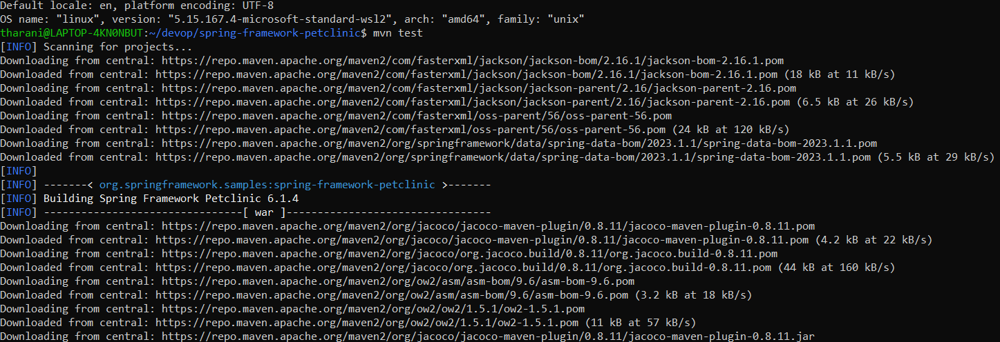 Default locale: en, platform encoding: UTF-8
OS name: "linux", version: "5.15.167.4-microsoft-standard-wsl2", arch: "amd64", family: "unix"
tharani@LAPTOP-4KN0NBUT:~/devop/spring-framework-petclinic$ mvn test
[INFO] Scanning for projects...
Downloading from central: https://repo.maven.apache.org/maven2/com/fasterxml/jackson/jackson-bom/2.16.1/jackson-bom-2.16.1.pom
Downloaded from central: https://repo.maven.apache.org/maven2/com/fasterxml/jackson/jackson-bom/2.16.1/jackson-bom-2.16.1.pom (18 kB at 11 kB/s)
Downloading from central: https://repo.maven.apache.org/maven2/com/fasterxml/jackson/jackson-parent/2.16/jackson-parent-2.16.pom
Downloaded from central: https://repo.maven.apache.org/maven2/com/fasterxml/jackson/jackson-parent/2.16/jackson-parent-2.16.pom (6.5 kB at 26 kB/s)
Downloading from central: https://repo.maven.apache.org/maven2/com/fasterxml/oss-parent/56/oss-parent-56.pom
Downloaded from central: https://repo.maven.apache.org/maven2/com/fasterxml/oss-parent/56/oss-parent-56.pom (24 kB at 120 kB/s)
Downloading from central: https://repo.maven.apache.org/maven2/org/springframework/data/spring-data-bom/2023.1.1/spring-data-bom-2023.1.1.pom
Downloaded from central: https://repo.maven.apache.org/maven2/org/springframework/data/spring-data-bom/2023.1.1/spring-data-bom-2023.1.1.pom (5.5 kB at 29 kB/s)
[INFO]
[INFO] -------< org.springframework.samples:spring-framework-petclinic >-------
[INFO] Building Spring Framework Petclinic 6.1.4
[INFO] --------------------------------[ war ]---------------------------------
Downloading from central: https://repo.maven.apache.org/maven2/org/jacoco/jacoco-maven-plugin/0.8.11/jacoco-maven-plugin-0.8.11.pom
Downloaded from central: https://repo.maven.apache.org/maven2/org/jacoco/jacoco-maven-plugin/0.8.11/jacoco-maven-plugin-0.8.11.pom (4.2 kB at 22 kB/s)
Downloading from central: https://repo.maven.apache.org/maven2/org/jacoco/org.jacoco.build/0.8.11/org.jacoco.build-0.8.11.pom
Downloaded from central: https://repo.maven.apache.org/maven2/org/jacoco/org.jacoco.build/0.8.11/org.jacoco.build-0.8.11.pom (44 kB at 160 kB/s)
Downloading from central: https://repo.maven.apache.org/maven2/org/ow2/asm/asm-bom/9.6/asm-bom-9.6.pom
Downloaded from central: https://repo.maven.apache.org/maven2/org/ow2/asm/asm-bom/9.6/asm-bom-9.6.pom (3.2 kB at 18 kB/s)
Downloading from central: https://repo.maven.apache.org/maven2/org/ow2/ow2/1.5.1/ow2-1.5.1.pom
Downloaded from central: https://repo.maven.apache.org/maven2/org/ow2/ow2/1.5.1/ow2-1.5.1.pom (11 kB at 57 kB/s)
Downloading from central: https://repo.maven.apache.org/maven2/org/jacoco/jacoco-maven-plugin/0.8.11/jacoco-maven-plugin-0.8.11.jar